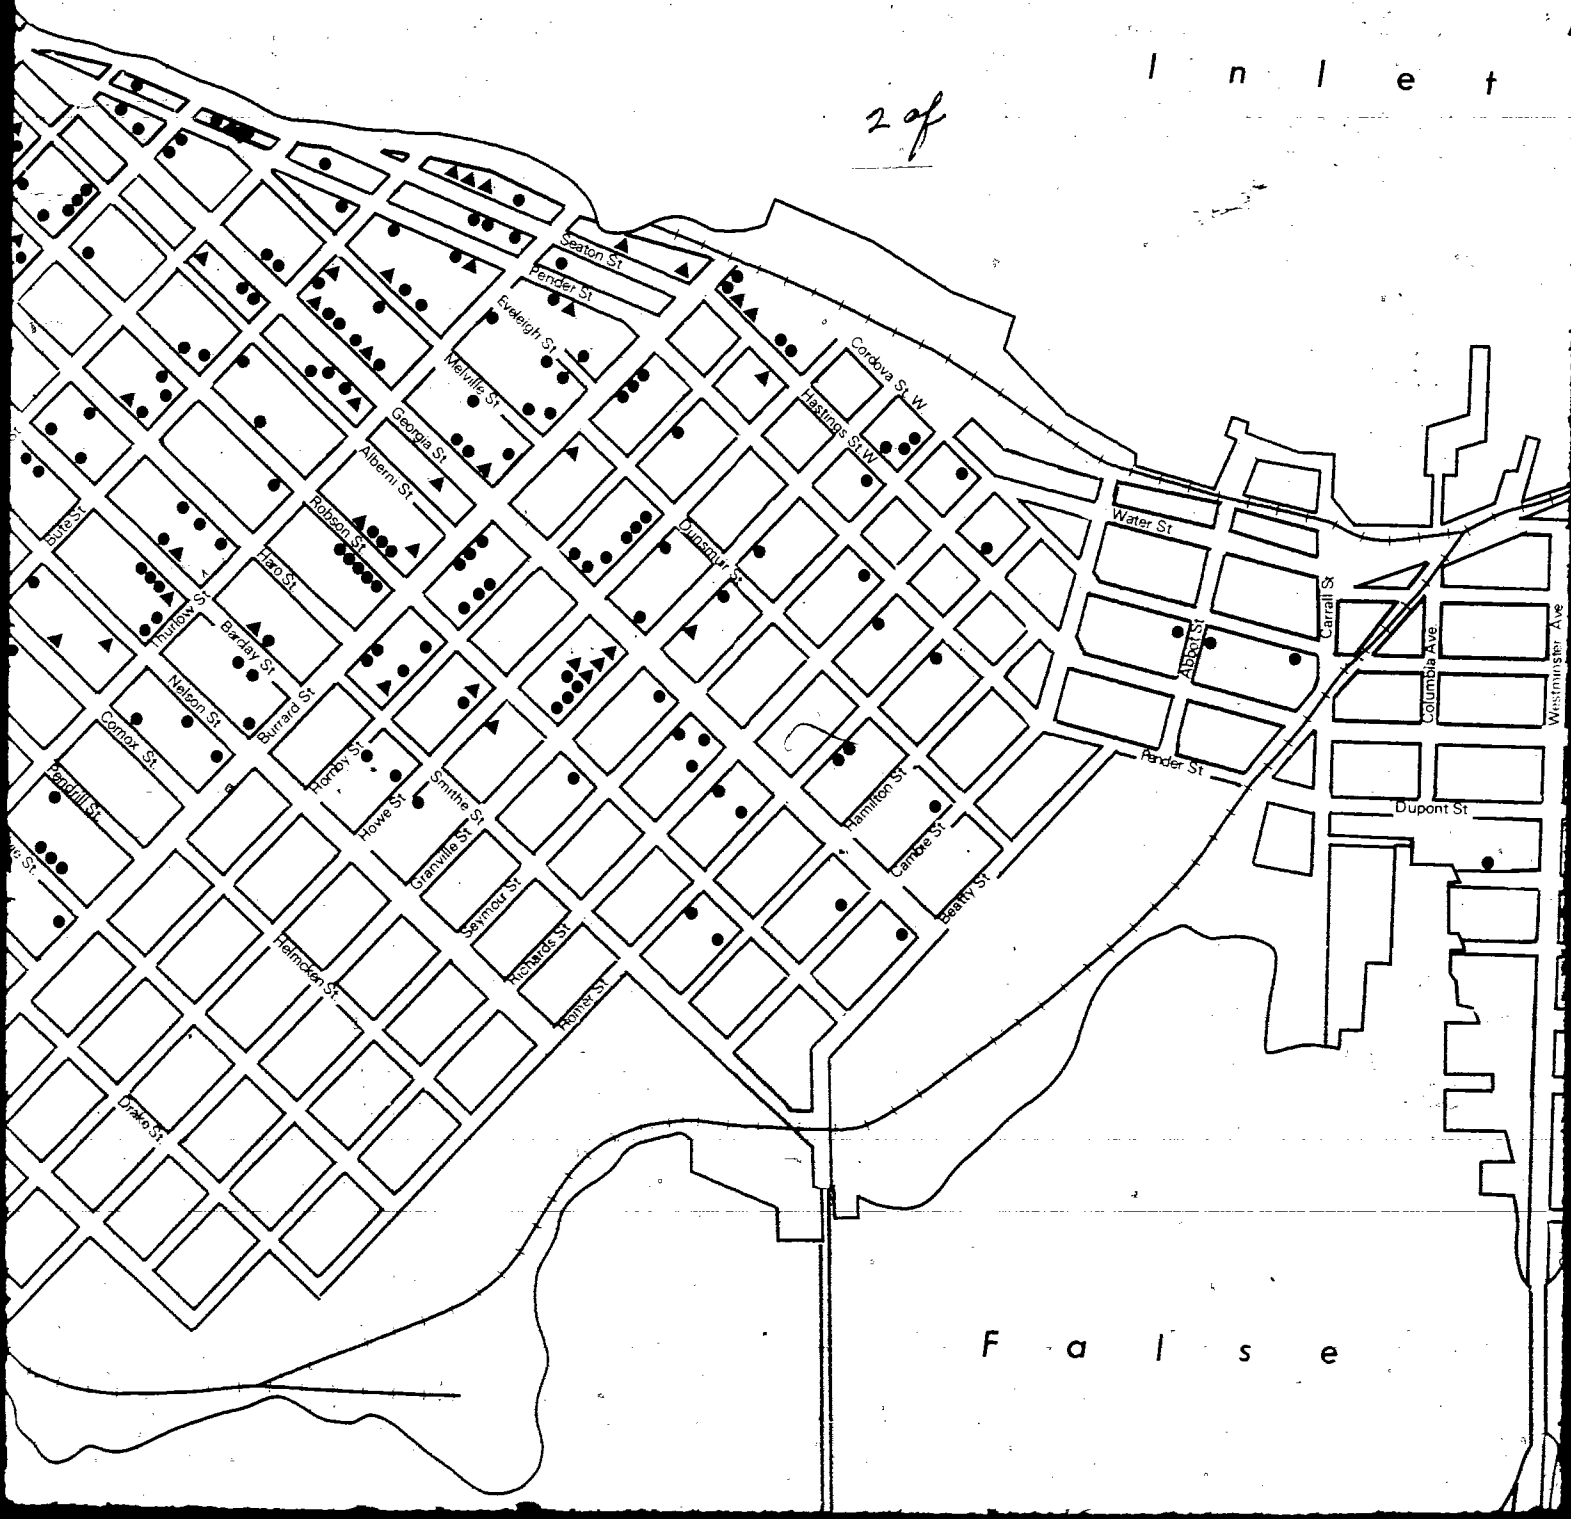 I n l e t
2 of
Seaton St
Pender St
Eveleigh St
Cordova St. W
Melville St
Hastings St. W
Georgia St
Alberni St
Robson St
Dunsmuir St.
Water St
Haro St
Carrall St
Thurlow St
Barclay St
Abbot St
Columbia Ave.
Westminster Ave
Nelson St
Burrard St
Comox St.
Hornby St
Pender St
Pendrill St.
Smithe St
Howe St
Hamilton St
Dupont St
Granville St
Cambie St
Seymour St
Beatty St
Richards St
Helmcken St.
Homer St
Drake St.
F a l s e